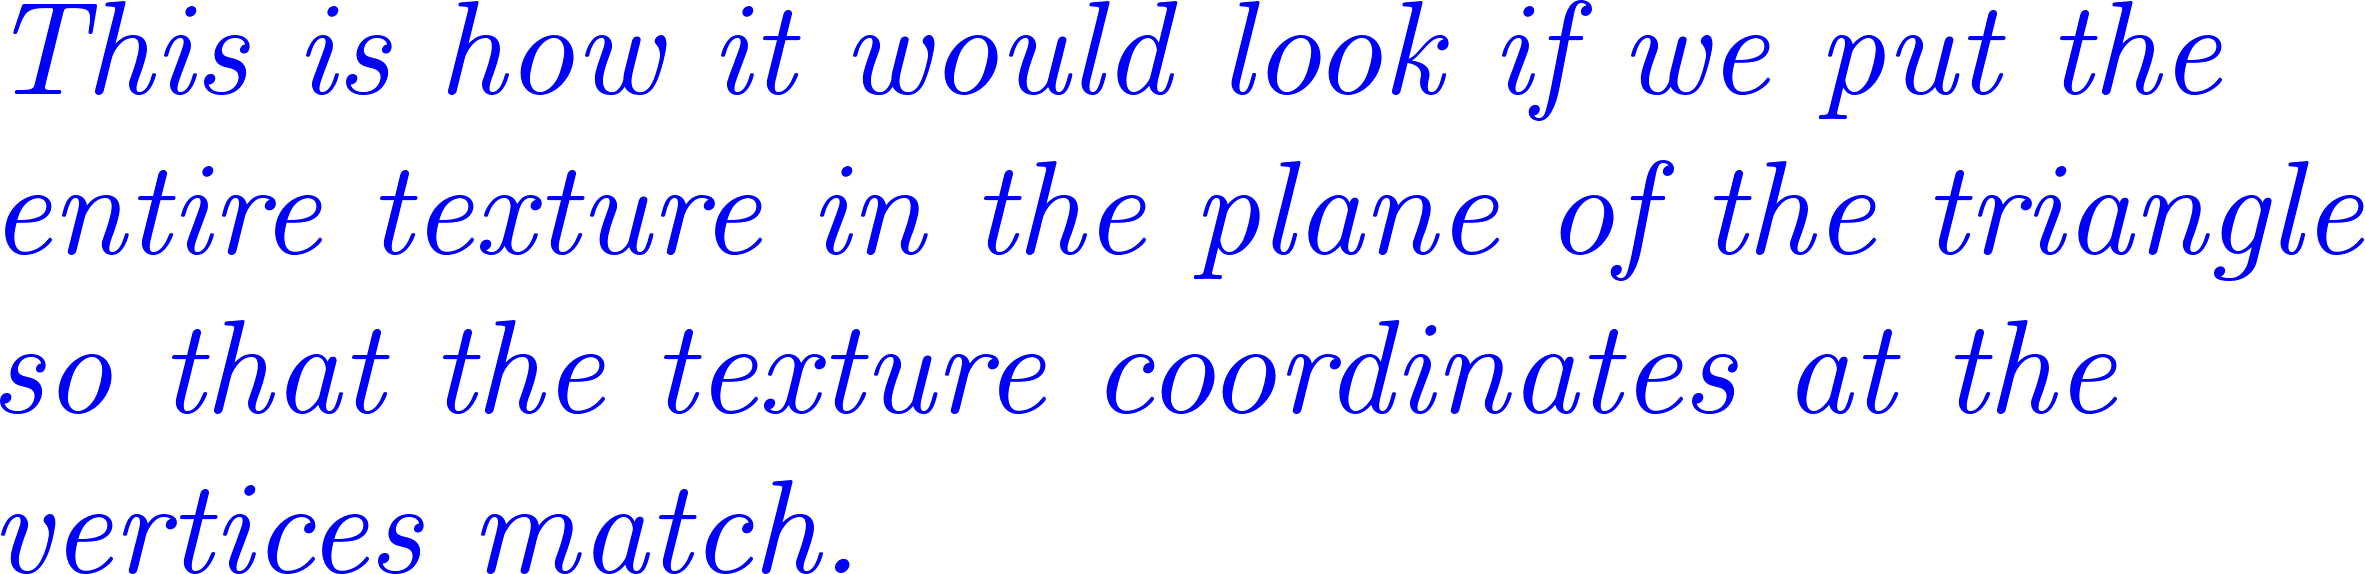 This is how it would look if we put the
entire texture in the plane of the triangle
so that the texture coordinates at the
vertices match.